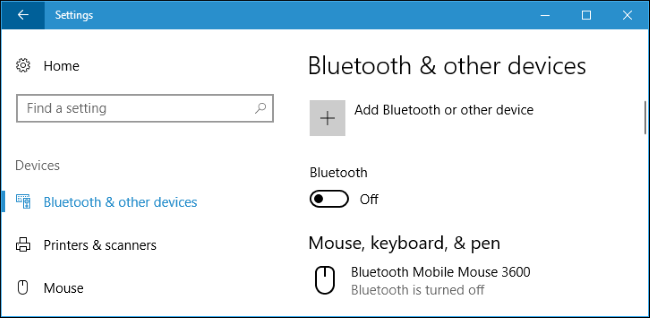 Settings
Home
Find a setting
Devices
Bluetooth & other devices
Printers & scanners
Mouse
Bluetooth & other devices
Add Bluetooth or other device
Bluetooth
Off
Mouse, keyboard, & pen
Bluetooth Mobile Mouse 3600
Bluetooth is turned off